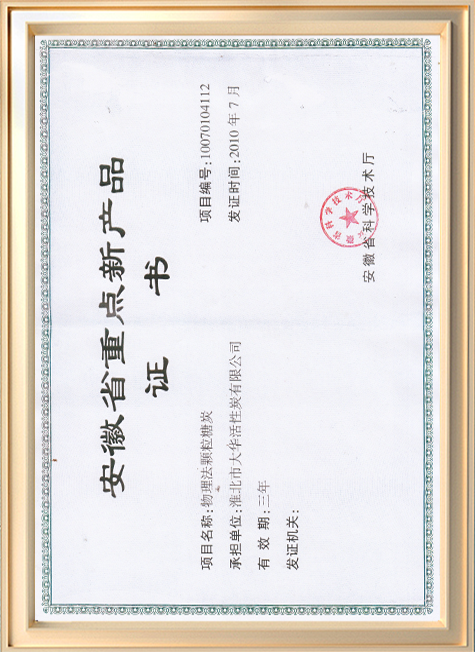 安徽省重点新产品
证书
项目名称:物理法颗粒糖炭
项目编号:10070104112
承担单位:淮北市大华活性炭有限公司
发证时间:2010 年 7 月
有 效 期:三年
发证机关:
安徽省科学技术厅